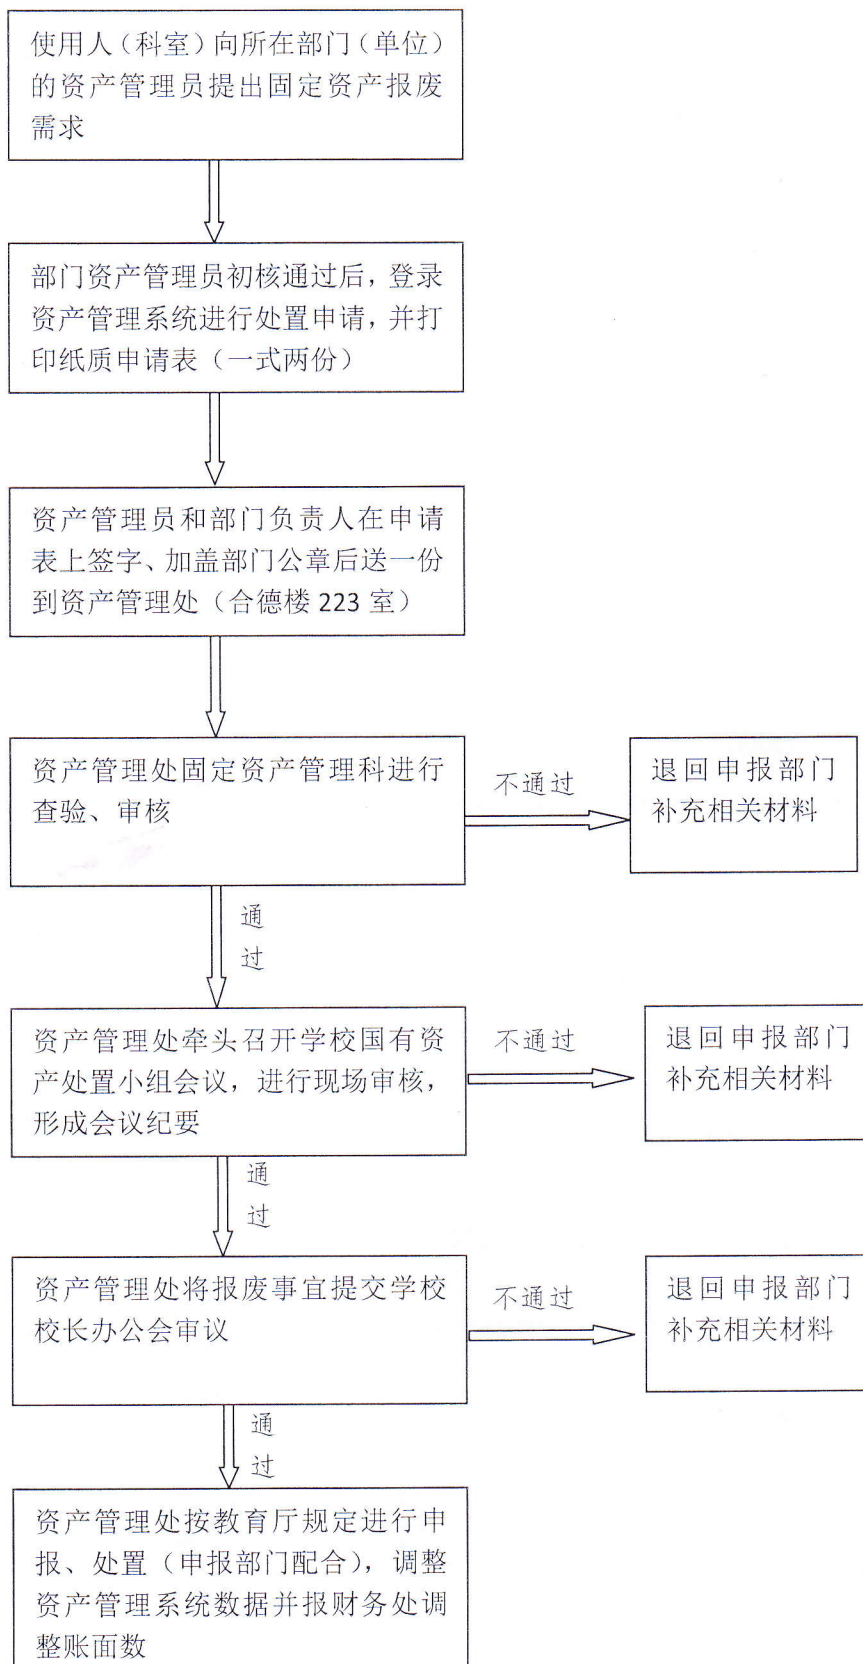 使用人（科室）向所在部门（单位）
的资产管理员提出固定资产报废
需求
部门资产管理员初核通过后，登录
资产管理系统进行处置申请，并打
印纸质申请表（一式两份）
资产管理员和部门负责人在申请
表上签字、加盖部门公章后送一份
到资产管理处（合德楼 223 室）
资产管理处固定资产管理科进行
查验、审核
不通过
退回申报部门
补充相关材料
通
过
资产管理处牵头召开学校国有资
产处置小组会议，进行现场审核，
形成会议纪要
不通过
退回申报部门
补充相关材料
通
过
资产管理处将报废事宜提交学校
校长办公会审议
不通过
退回申报部门
补充相关材料
通
过
资产管理处按教育厅规定进行申
报、处置（申报部门配合），调整
资产管理系统数据并报财务处调
整账面数